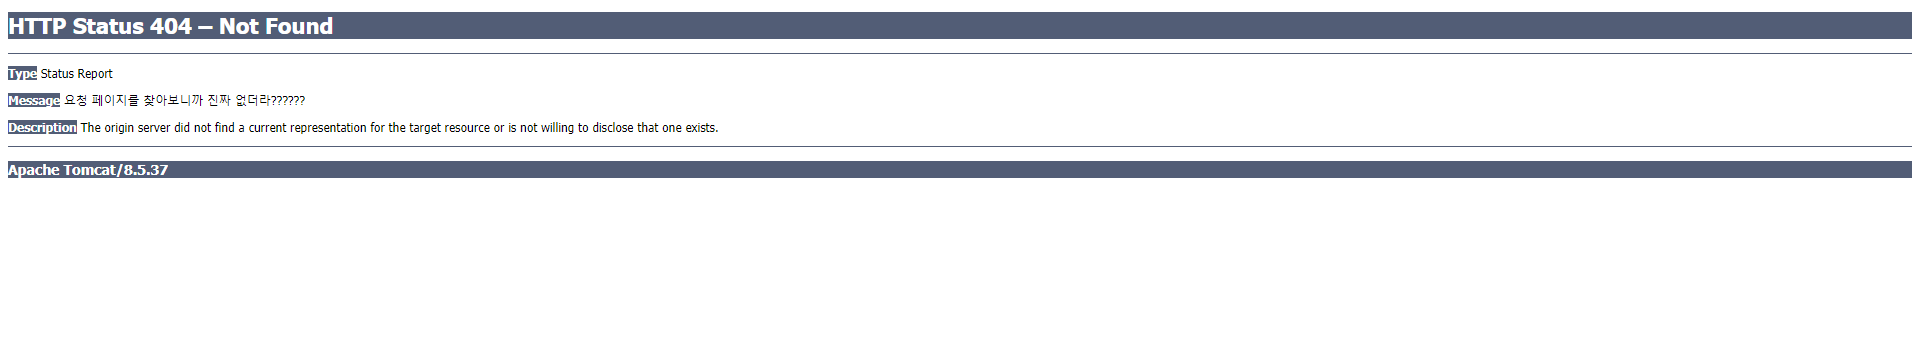 HTTP Status 404 – Not Found
Type Status Report
Message 요청 페이지를 찾아보니까 진짜 없더라??????
Description The origin server did not find a current representation for the target resource or is not willing to disclose that one exists.
Apache Tomcat/8.5.37